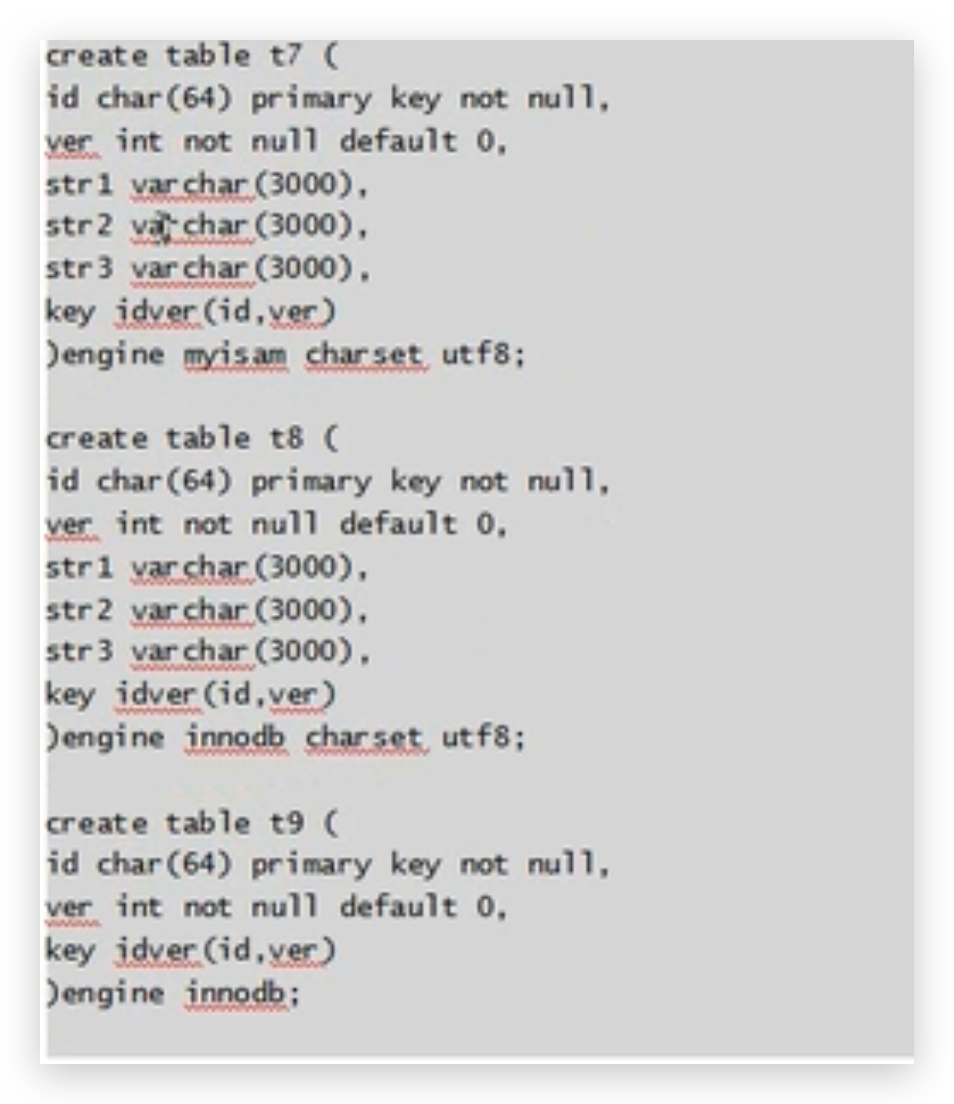 create table t7 (
id char(64) primary key not null,
ver int not null default 0,
str1 varchar(3000),
str2 varchar(3000),
str3 varchar(3000),
key idver(id,ver)
)engine myisam charset utf8;
create table t8 (
id char(64) primary key not null,
ver int not null default 0,
str1 varchar(3000),
str2 varchar(3000),
str3 varchar(3000),
key idver(id,ver)
)engine innodb charset utf8;
create table t9 (
id char(64) primary key not null,
ver int not null default 0,
key idver(id,ver)
)engine innodb;